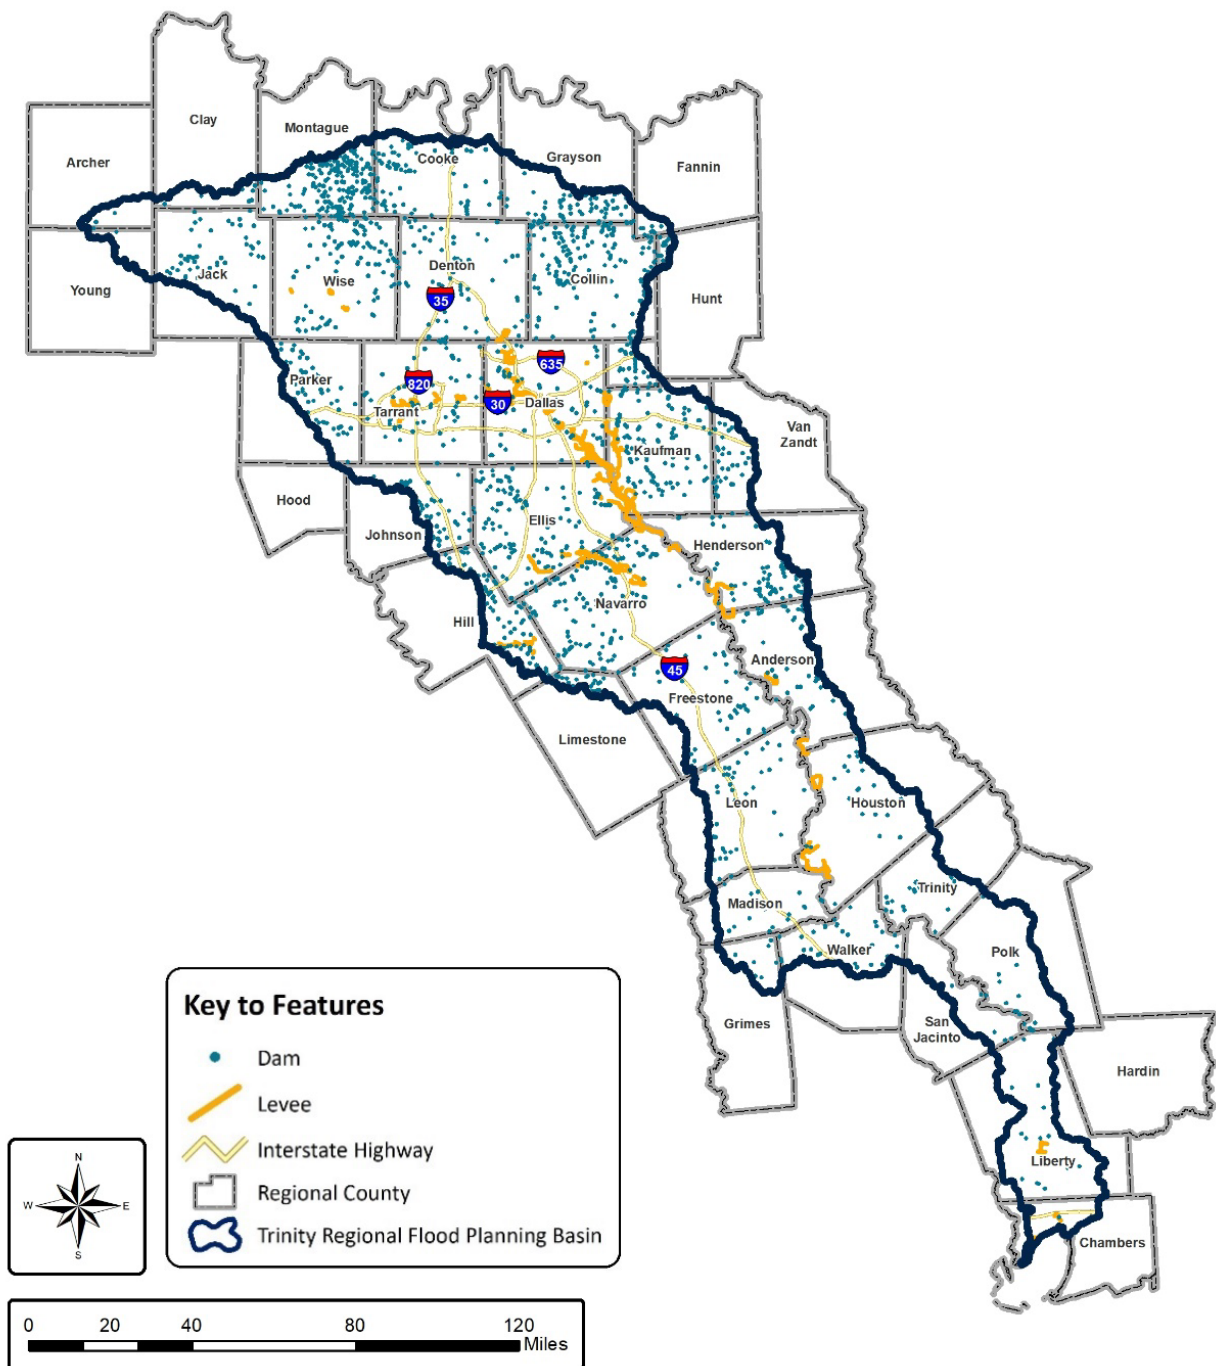 Clay
Montague
Archer
Cooke
Grayson
Fannin
Young
Jack
Wise
Denton
Collin
Hunt
35
Parker
820
635
Tarrant
30
Dallas
Van
Zandt
Kaufman
Hood
Johnson
Ellis
Henderson
Navarro
Hill
Anderson
45
Freestone
Limestone
Leon
Houston
Trinity
Madison
Walker
Polk
Grimes
San
Jacinto
Hardin
Liberty
Chambers
Key to Features
Dam
Levee
Interstate Highway
Regional County
Trinity Regional Flood Planning Basin
N
W
E
S
0 20 40 80 120
Miles